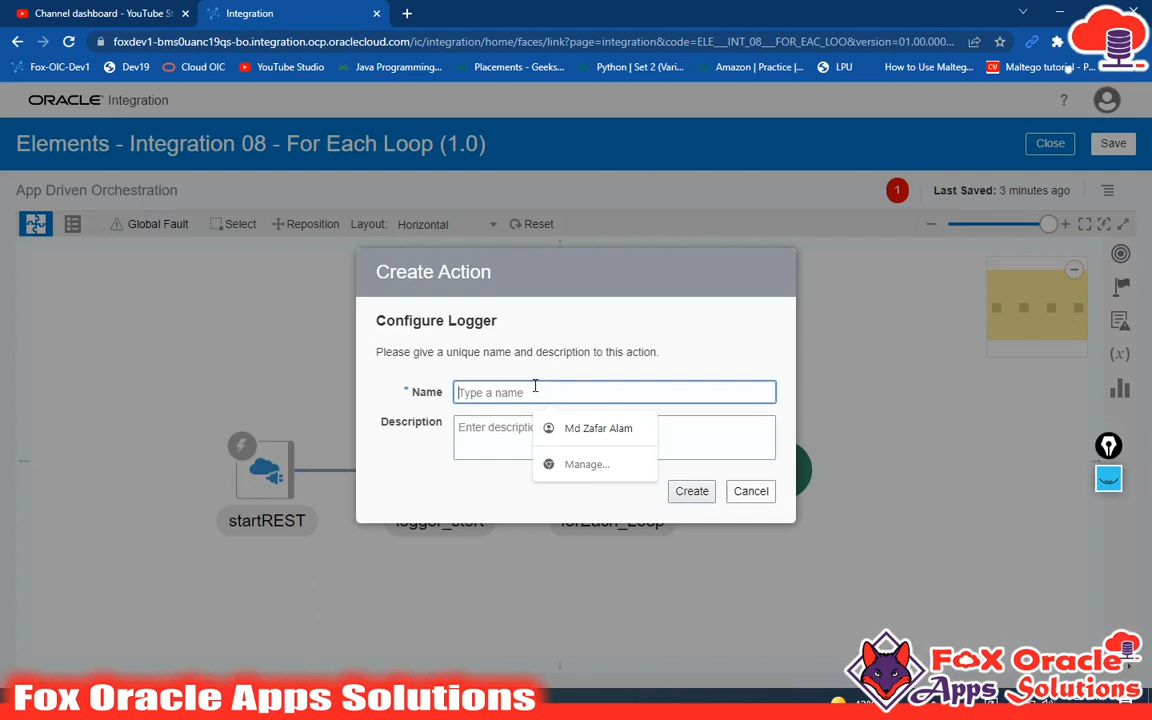 Channel dashboard - YouTube St
Integration
foxdev1-bms0uanc19qs-bo.integration.ocp.oraclecloud.com/ic/integration/home/faces/link?page=integration&code=ELE__INT_08__FOR_EAC_LOO&version=01.00.000...
Fox-OIC-Dev1
Dev19
Cloud OIC
YouTube Studio
Java Programming...
Placements - Geeks...
Python | Set 2 (Vari...
Amazon | Practice |...
LPU
How to Use Malteg...
Maltego tutorial - P...
ORACLE Integration
?
Elements - Integration 08 - For Each Loop (1.0)
Close
Save
App Driven Orchestration
1
Last Saved: 3 minutes ago
Global Fault
Select
Reposition
Layout: Horizontal
Reset
Create Action
Configure Logger
Please give a unique name and description to this action.
* Name
Type a name
Description
Enter descriptio
Md Zafar Alam
Manage...
Create
Cancel
startREST
logger_start
forEach_Loop
(x)
Fox Oracle Apps Solutions
FOX Oracle
Apps Solutions